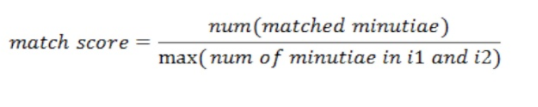 match score = num(matched minutiae) / max(num of minutiae in i1 and i2)